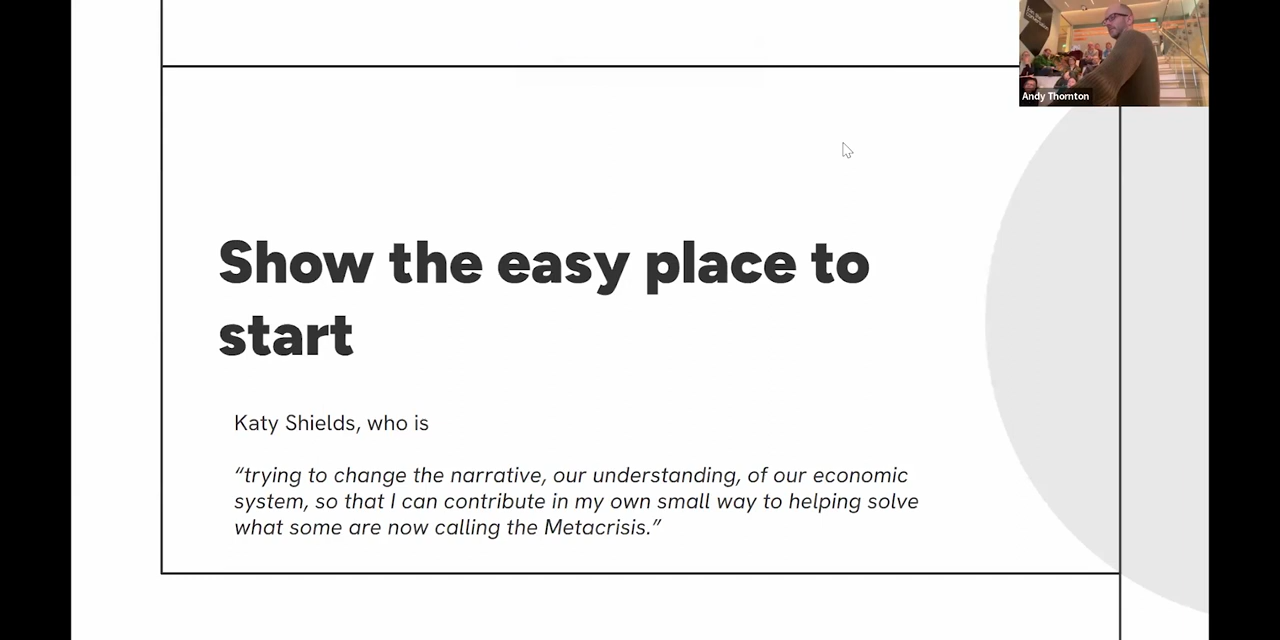 Andy Thornton
Show the easy place to
start
Katy Shields, who is
“trying to change the narrative, our understanding, of our economic
system, so that I can contribute in my own small way to helping solve
what some are now calling the Metacrisis.”